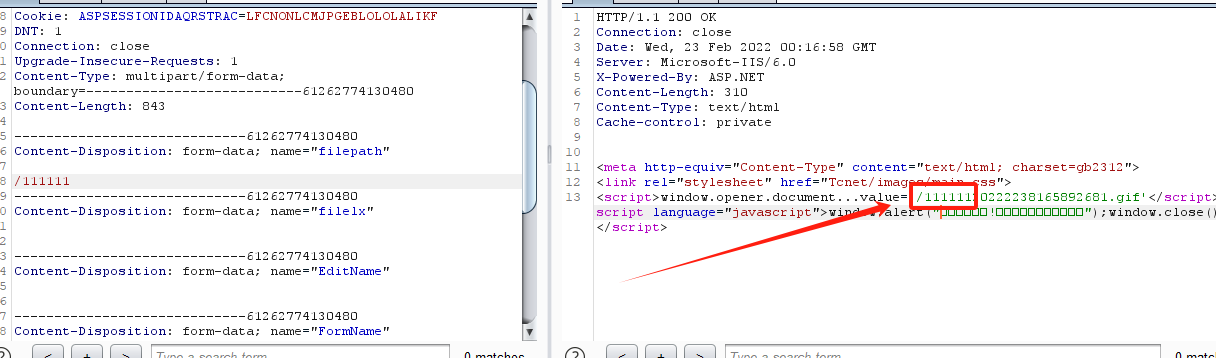 8 Cookie: ASPSESSIONIDAQRSTRAC=LFCNONLCMJPGEBLOLOLALIKF
9 DNT: 1
0 Connection: close
1 Upgrade-Insecure-Requests: 1
2 Content-Type: multipart/form-data;
boundary=---------------------------61262774130480
3 Content-Length: 843
4
5 -----------------------------61262774130480
6 Content-Disposition: form-data; name="filepath"
7
8 /111111
9 -----------------------------61262774130480
0 Content-Disposition: form-data; name="filelx"
1
2
3 -----------------------------61262774130480
4 Content-Disposition: form-data; name="EditName"
5
6
7 -----------------------------61262774130480
8 Content-Disposition: form-data; name="FormName"
? < + > Type a search term 0 matches
1 HTTP/1.1 200 OK
2 Connection: close
3 Date: Wed, 23 Feb 2022 00:16:58 GMT
4 Server: Microsoft-IIS/6.0
5 X-Powered-By: ASP.NET
6 Content-Length: 310
7 Content-Type: text/html
8 Cache-control: private
9
10
11 <meta http-equiv="Content-Type" content="text/html; charset=gb2312">
12 <link rel="stylesheet" href="Tcnet/images/main.css">
13 <script>window.opener.document...value='/11111120222238165892681.gif'</script>
script language="javascript">window.alert("□□□□□□!□□□□□□□□□□□");window.close()
</script>
? < + > Type a search term 0 matches